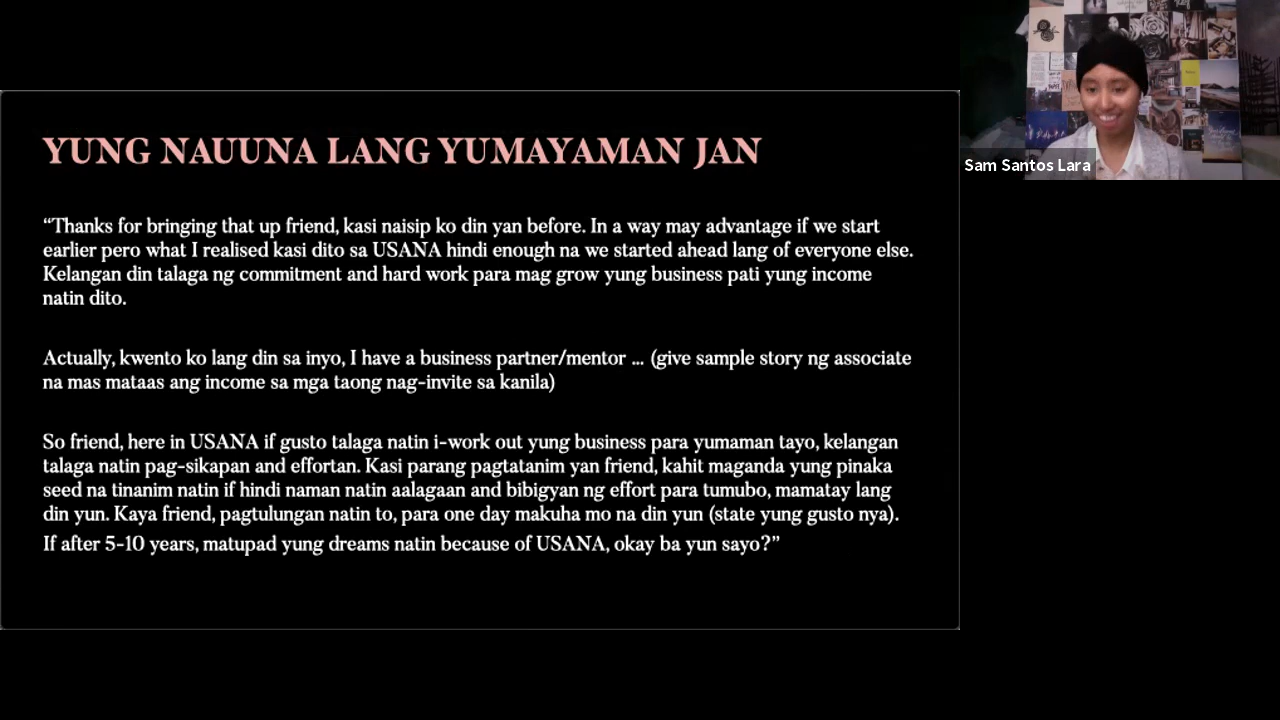 YUNG NAUUNA LANG YUMAYAMAN JAN
“Thanks for bringing that up friend, kasi naisip ko din yan before. In a way may advantage if we start
earlier pero what I realised kasi dito sa USANA hindi enough na we started ahead lang of everyone else.
Kelangan din talaga ng commitment and hard work para mag grow yung business pati yung income
natin dito.
Actually, kwento ko lang din sa inyo, I have a business partner/mentor ... (give sample story ng associate
na mas mataas ang income sa mga taong nag-invite sa kanila)
So friend, here in USANA if gusto talaga natin i-work out yung business para yumaman tayo, kelangan
talaga natin pag-sikapan and effortan. Kasi parang pagtatanim yan friend, kahit maganda yung pinaka
seed na tinanim natin if hindi naman natin aalagaan and bibigyan ng effort para tumubo, mamatay lang
din yun. Kaya friend, pagtulungan natin to, para one day makuha mo na din yun (state yung gusto nya).
If after 5-10 years, matupad yung dreams natin because of USANA, okay ba yun sayo?”
Sam Santos Lara